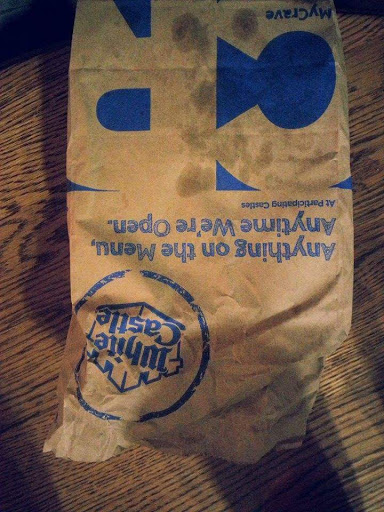 White
Castle
Anything on the Menu,
Anytime We're Open.
At Participating Castles
MyCrave